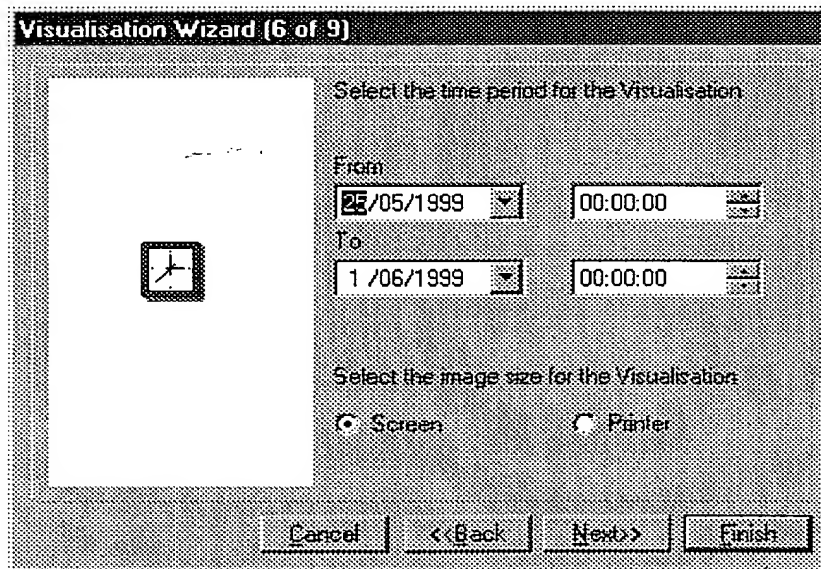 Visualisation Wizard (6 of 9)
Select the time period for the Visualisation
From
25/05/1999 00:00:00
To
1 /06/1999 00:00:00
Select the image size for the Visualisation
Screen Printer
Cancel <<Back Next>> Finish